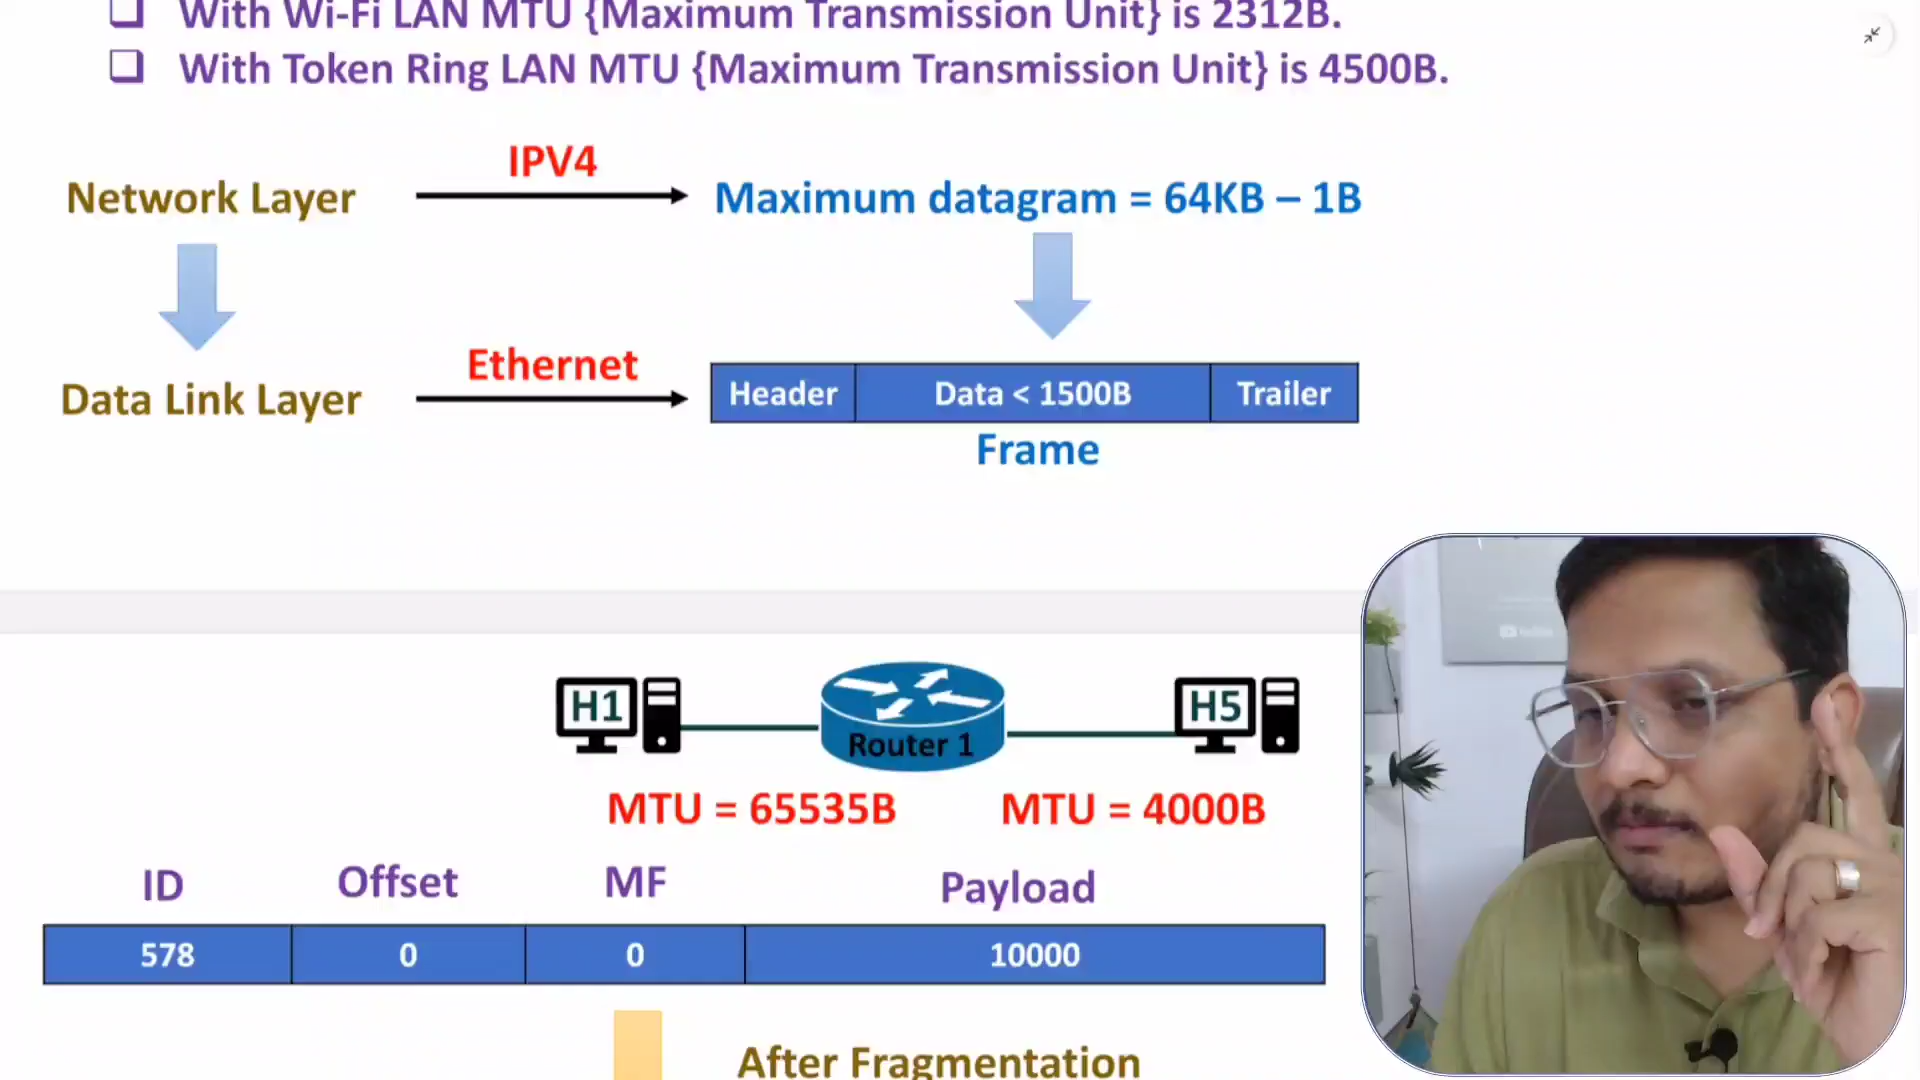 With Wi-Fi LAN MTU {Maximum Transmission Unit} is 2312B.
With Token Ring LAN MTU {Maximum Transmission Unit} is 4500B.
IPV4
Network Layer
Maximum datagram = 64KB – 1B
Ethernet
Data Link Layer
Header
Data < 1500B
Trailer
Frame
H1
Router 1
H5
MTU = 65535B
MTU = 4000B
ID
Offset
MF
Payload
578
0
0
10000
After Fragmentation